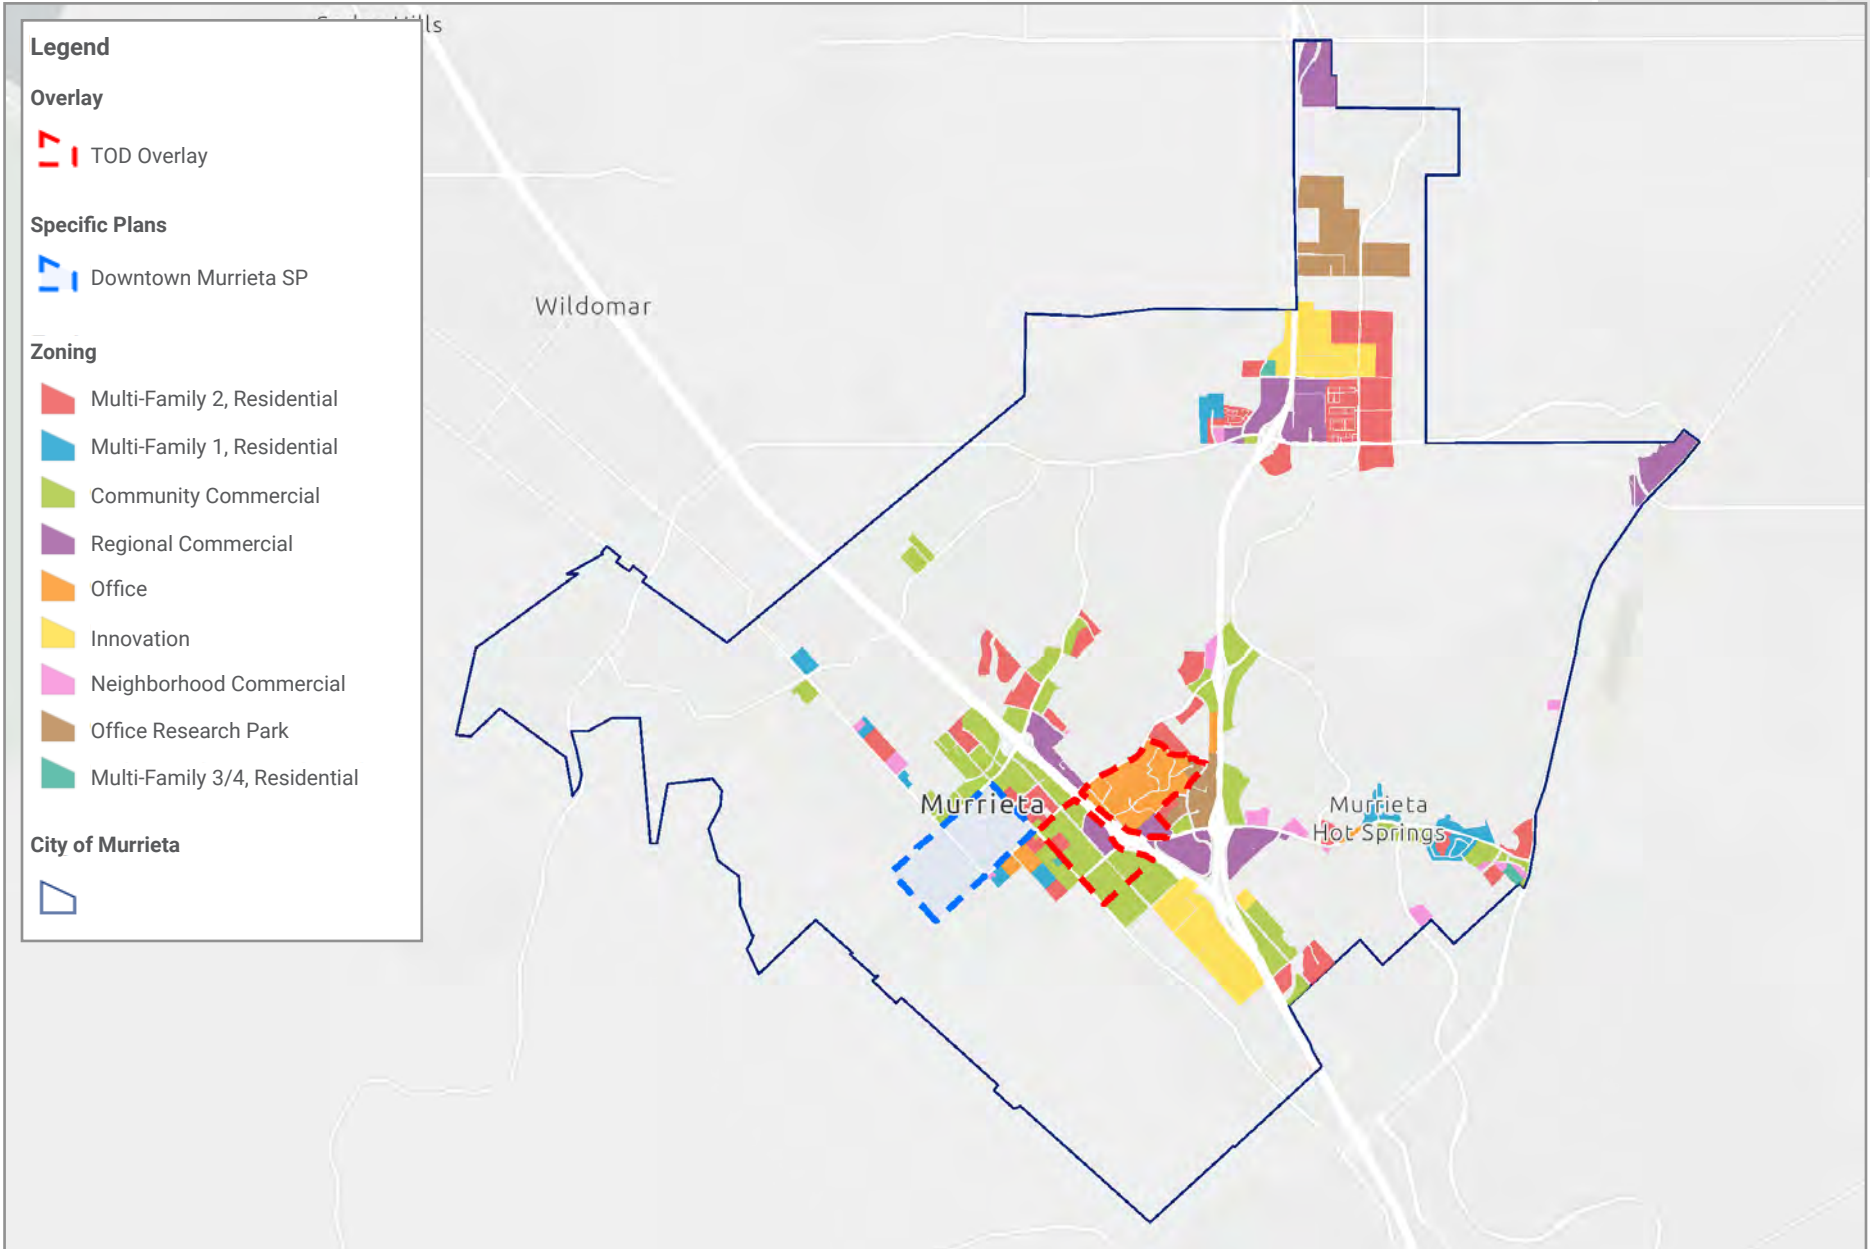 Legend
Overlay
TOD Overlay
Specific Plans
Downtown Murrieta SP
Zoning
Multi-Family 2, Residential
Multi-Family 1, Residential
Community Commercial
Regional Commercial
Office
Innovation
Neighborhood Commercial
Office Research Park
Multi-Family 3/4, Residential
City of Murrieta
Wildomar
Murrieta
Murrieta
Hot Springs